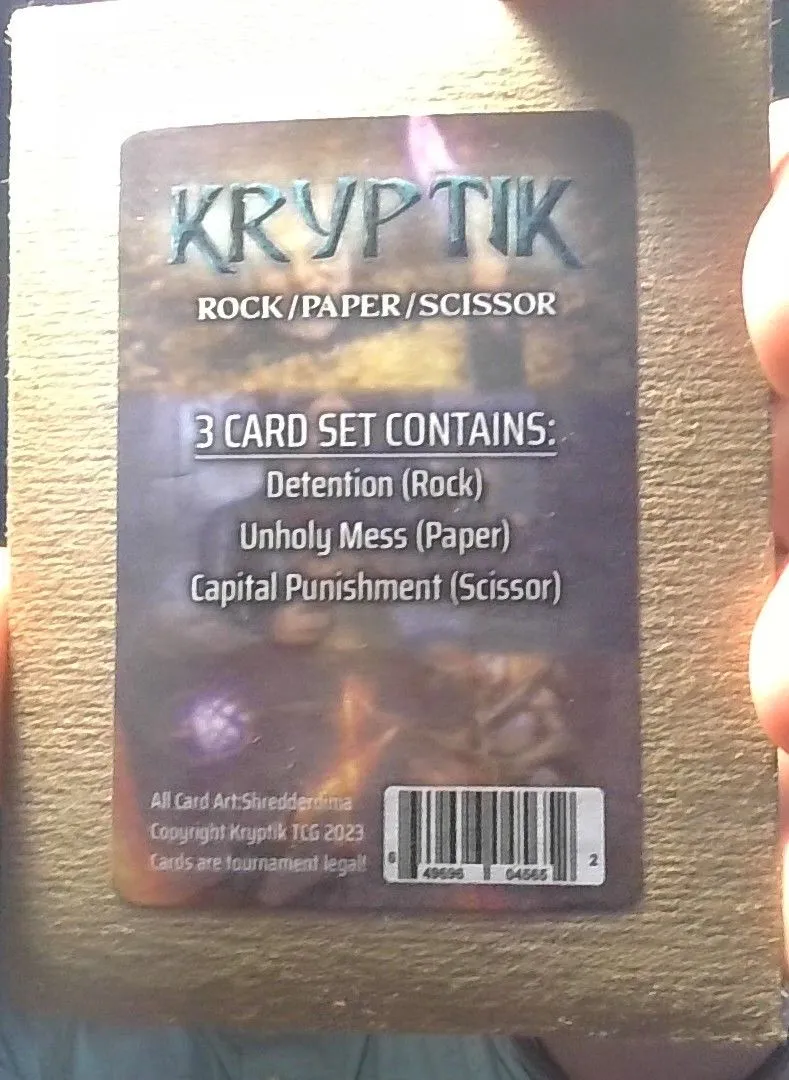 KRYPTIK
ROCK/PAPER/SCISSOR
3 CARD SET CONTAINS:
Detention (Rock)
Unholy Mess (Paper)
Capital Punishment (Scissor)
All Card Art:Shredderdima
Copyright Kryptik TCG 2023
Cards are tournament legal!
6 49696 04565 2